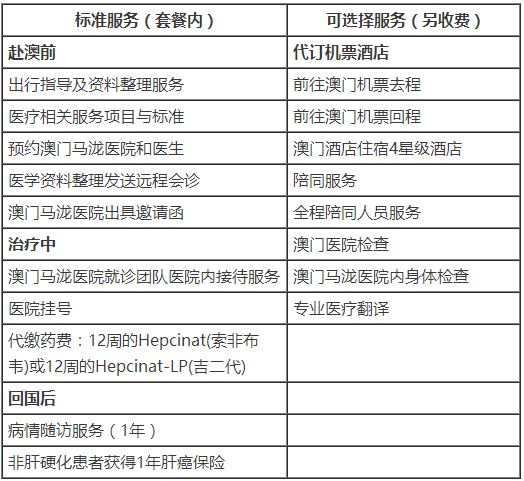 标准服务（套餐内） 可选择服务（另收费）
赴澳前 代订机票酒店
出行指导及资料整理服务 前往澳门机票去程
医疗相关服务项目与标准 前往澳门机票回程
预约澳门马泷医院和医生 澳门酒店住宿4星级酒店
医学资料整理发送远程会诊 陪同服务
澳门马泷医院出具邀请函 全程陪同人员服务
治疗中 澳门医院检查
澳门马泷医院就诊团队医院内接待服务 澳门马泷医院内身体检查
医院挂号 专业医疗翻译
代缴药费：12周的Hepcinat(索非布
韦)或12周的Hepcinat-LP(吉二代)
回国后
病情随访服务（1年）
非肝硬化患者获得1年肝癌保险